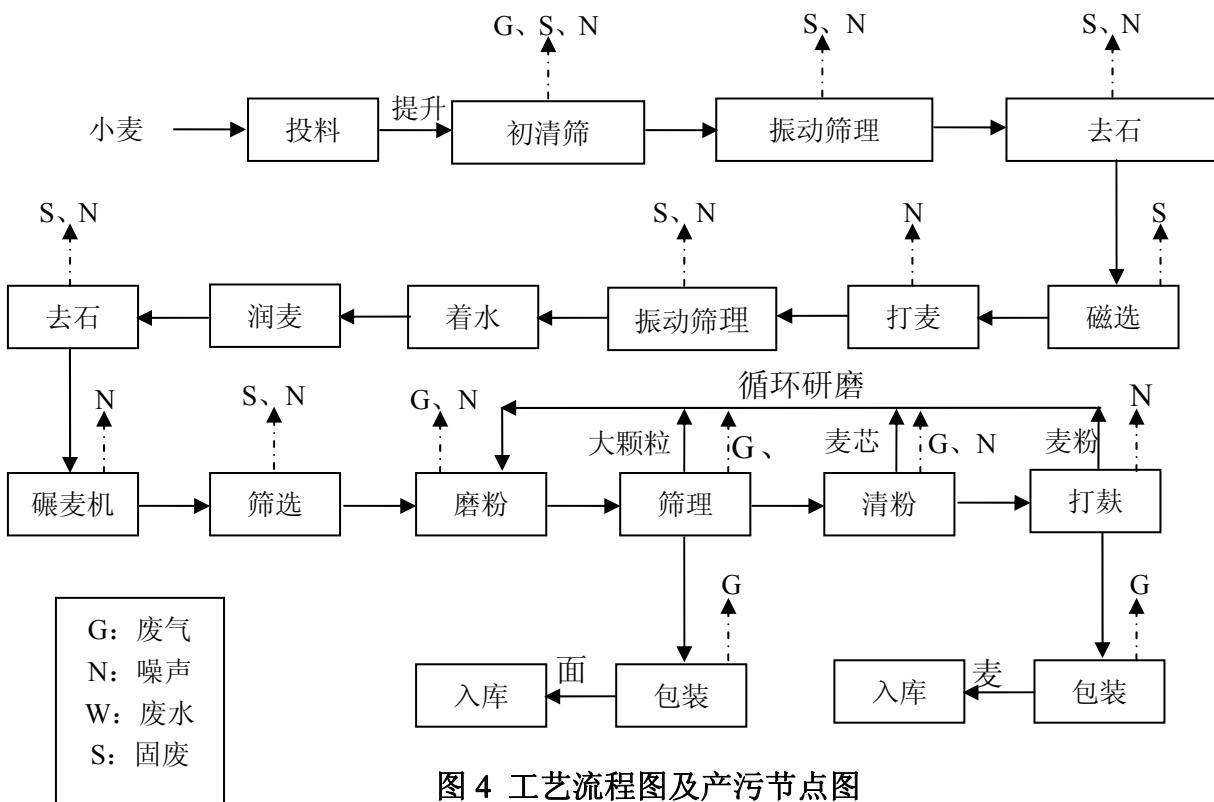 G、S、N
S、N
S、N
小麦
投料
提升
初清筛
振动筛理
去石
S、N
S、N
N
S
去石
润麦
着水
振动筛理
打麦
磁选
循环研磨
N
S、N
G、N
大颗粒
G、
麦芯
G、N
麦粉
N
碾麦机
筛选
磨粉
筛理
清粉
打麸
G
G
入库
面
包装
入库
麦
包装
G：废气
N：噪声
W：废水
S：固废
图 4 工艺流程图及产污节点图